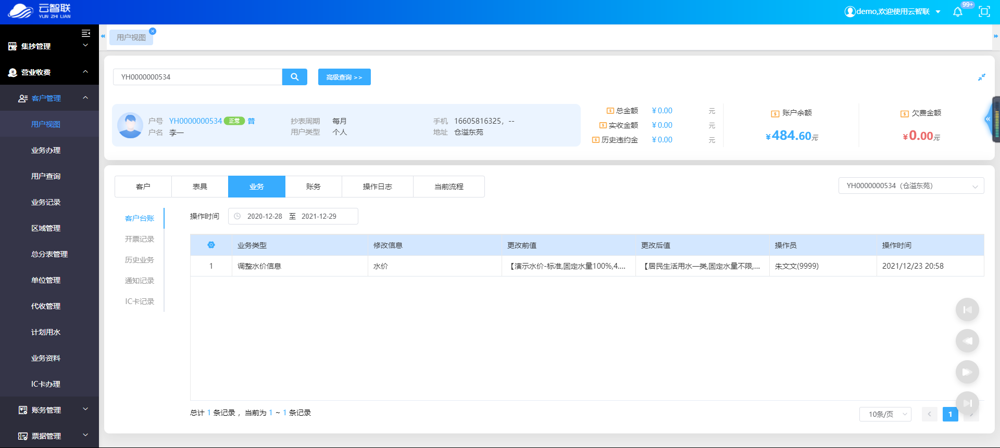 云智联
YUN ZHI LIAN
demo,欢迎使用云智联
99+
集抄管理
营业收费
客户管理
用户视图
业务办理
用户查询
业务记录
区域管理
总分表管理
单位管理
代收管理
计划用水
业务资料
IC卡办理
账务管理
票据管理
用户视图
YH0000000534
高级查询 >>
户号 YH0000000534 正常 普
户名 李一
抄表周期 每月
用户类型 个人
手机 16605816325，--
地址 仓溢东苑
总金额 ¥0.00 元
实收金额 ¥0.00 元
历史违约金 ¥0.00 元
账户余额
¥484.60元
欠费金额
¥0.00元
客户 表具 业务 账务 操作日志 当前流程
YH0000000534（仓溢东苑）
客户台账
开票记录
历史业务
通知记录
IC卡记录
操作时间 2020-12-28 至 2021-12-29
业务类型 修改信息 更改前值 更改后值 操作员 操作时间
1 调整水价信息 水价 【演示水价-标准,固定水量100%,4.... 【居民生活用水一类,固定水量不限,... 朱文文(9999) 2021/12/23 20:58
总计 1 条记录， 当前为 1 ~ 1 条记录
10条/页
1